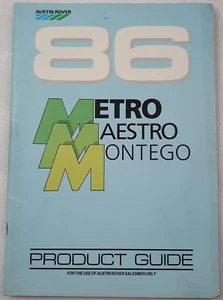 AUSTIN ROVER
86
METRO
MAESTRO
MONTEGO
PRODUCT GUIDE
FOR THE USE OF AUSTIN ROVER SALESMEN ONLY